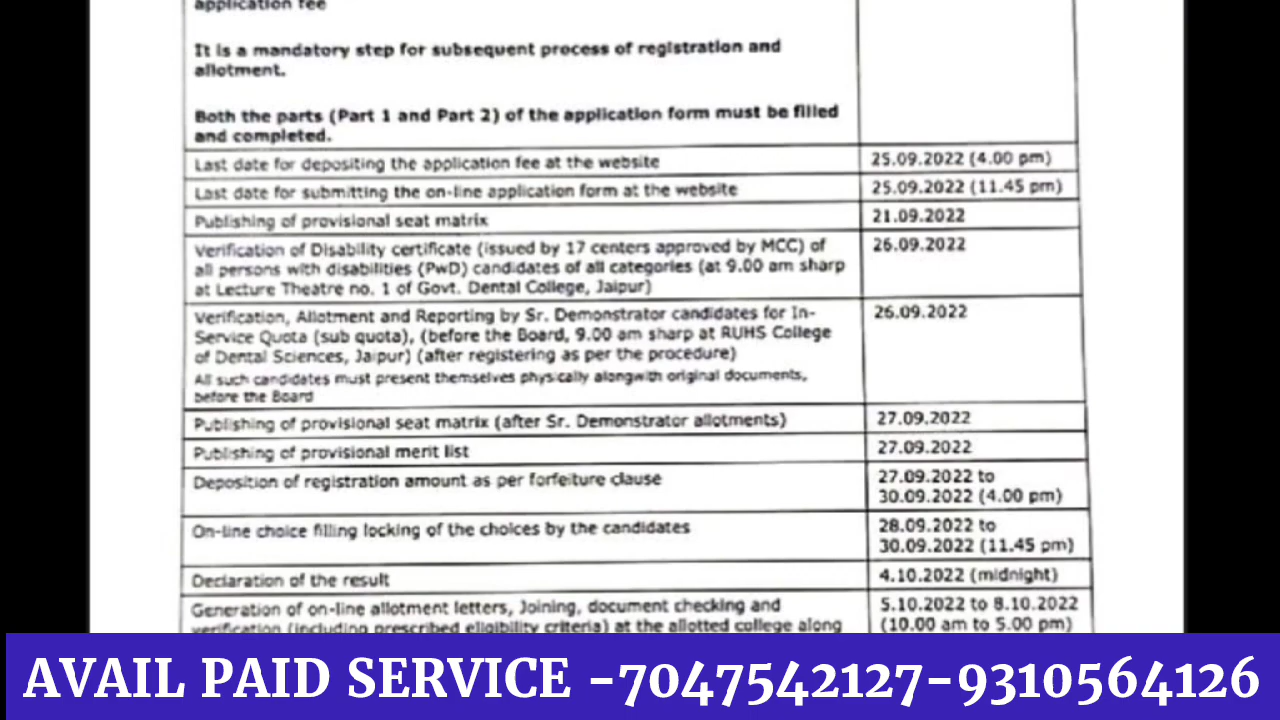 application fee
It is a mandatory step for subsequent process of registration and
allotment.
Both the parts (Part 1 and Part 2) of the application form must be filled
and completed.
Last date for depositing the application fee at the website
25.09.2022 (4.00 pm)
Last date for submitting the on-line application form at the website
25.09.2022 (11.45 pm)
Publishing of provisional seat matrix
21.09.2022
Verification of Disability certificate (issued by 17 centers approved by MCC) of
all persons with disabilities (PwD) candidates of all categories (at 9.00 am sharp
at Lecture Theatre no. 1 of Govt. Dental College, Jaipur)
26.09.2022
Verification, Allotment and Reporting by Sr. Demonstrator candidates for In-
Service Quota (sub quota), (before the Board, 9.00 am sharp at RUHS College
of Dental Sciences, Jaipur) (after registering as per the procedure)
All such candidates must present themselves physically alongwith original documents,
before the Board
26.09.2022
Publishing of provisional seat matrix (after Sr. Demonstrator allotments)
27.09.2022
Publishing of provisional merit list
27.09.2022
Deposition of registration amount as per forfeiture clause
27.09.2022 to
30.09.2022 (4.00 pm)
On-line choice filling locking of the choices by the candidates
28.09.2022 to
30.09.2022 (11.45 pm)
Declaration of the result
4.10.2022 (midnight)
Generation of on-line allotment letters, Joining, document checking and
verification (including prescribed eligibility criteria) at the allotted college along
5.10.2022 to 8.10.2022
(10.00 am to 5.00 pm)
AVAIL PAID SERVICE -7047542127-9310564126